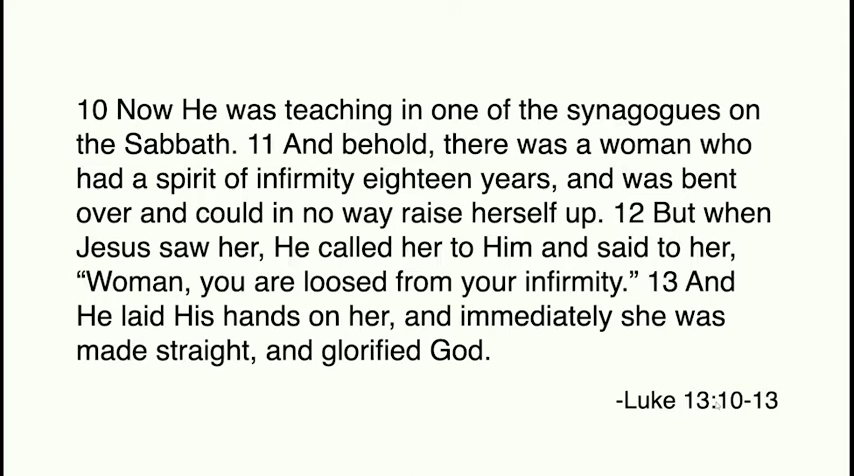 10 Now He was teaching in one of the synagogues on
the Sabbath. 11 And behold, there was a woman who
had a spirit of infirmity eighteen years, and was bent
over and could in no way raise herself up. 12 But when
Jesus saw her, He called her to Him and said to her,
“Woman, you are loosed from your infirmity.” 13 And
He laid His hands on her, and immediately she was
made straight, and glorified God.
-Luke 13:10-13